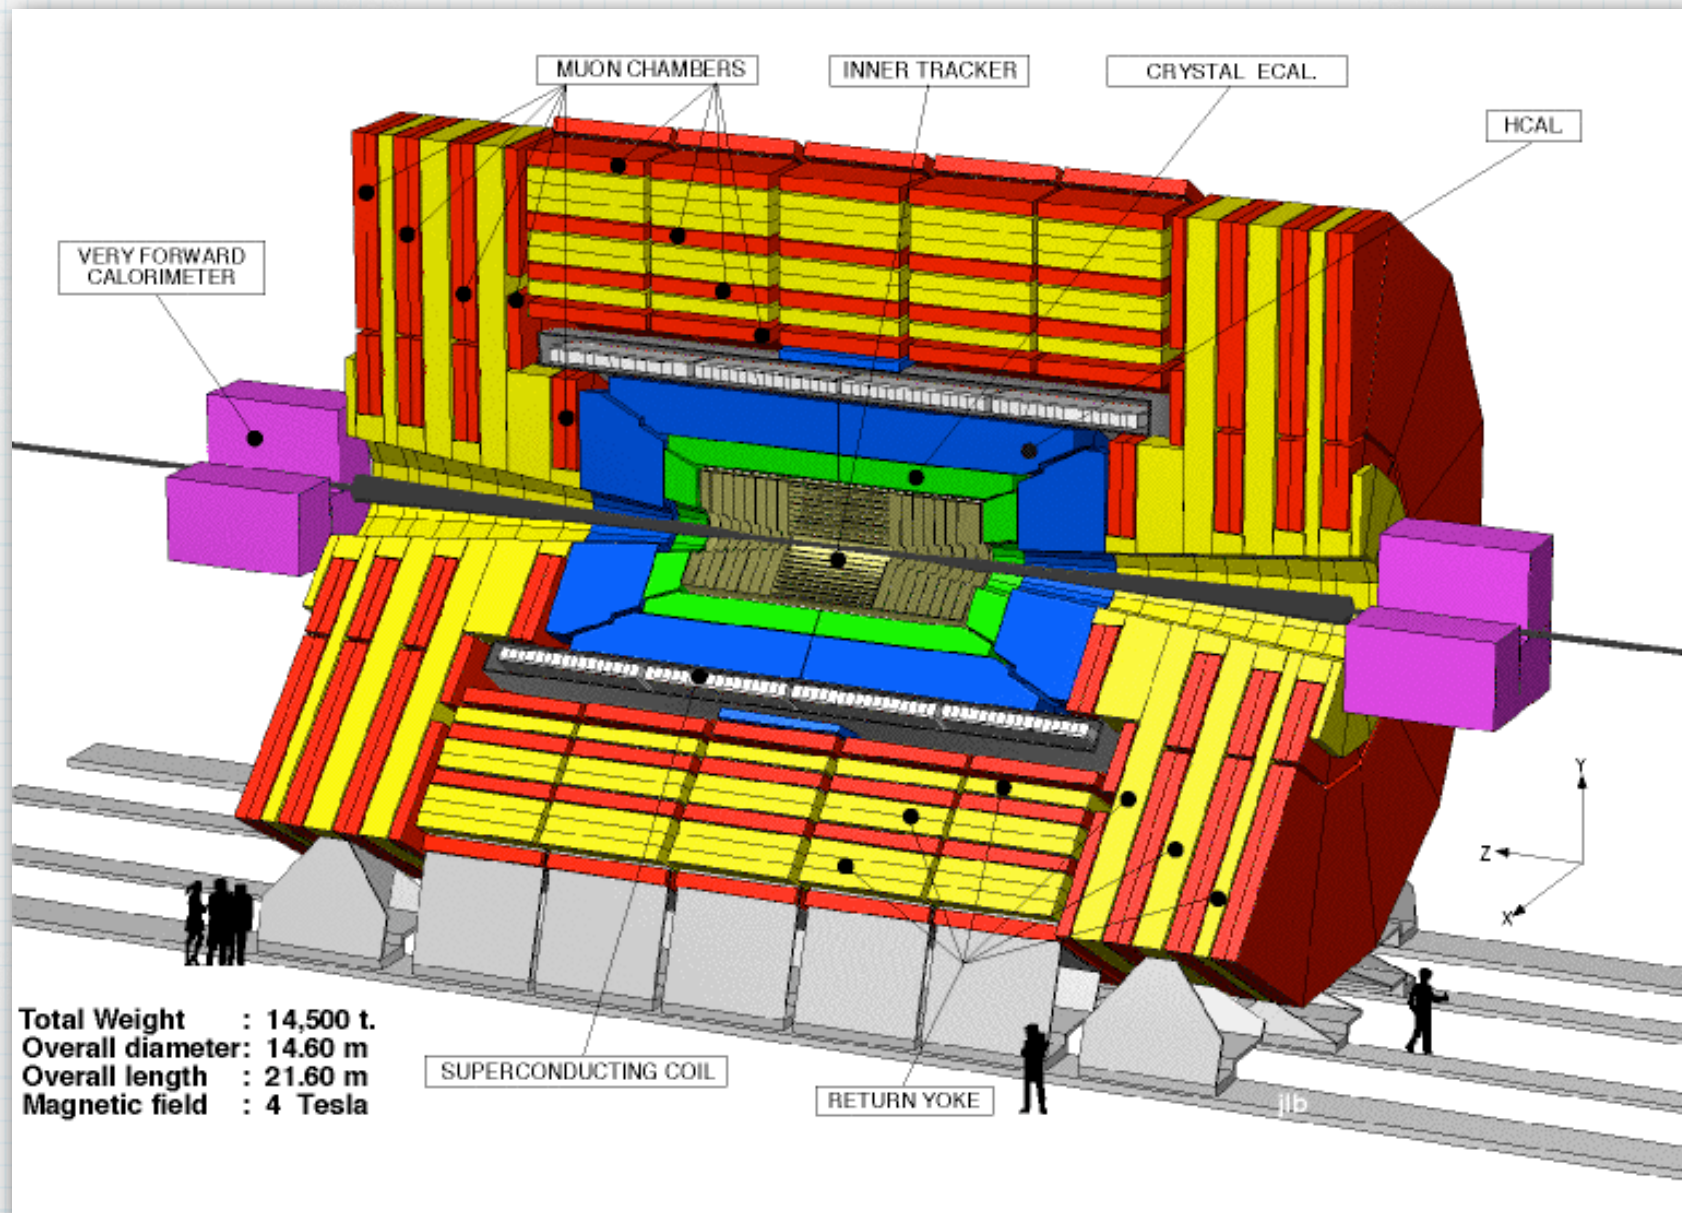 MUON CHAMBERS
INNER TRACKER
CRYSTAL ECAL.
HCAL
VERY FORWARD
CALORIMETER
Y
Z
X
Total Weight : 14,500 t.
Overall diameter: 14.60 m
Overall length : 21.60 m
Magnetic field : 4 Tesla
SUPERCONDUCTING COIL
RETURN YOKE
jlb